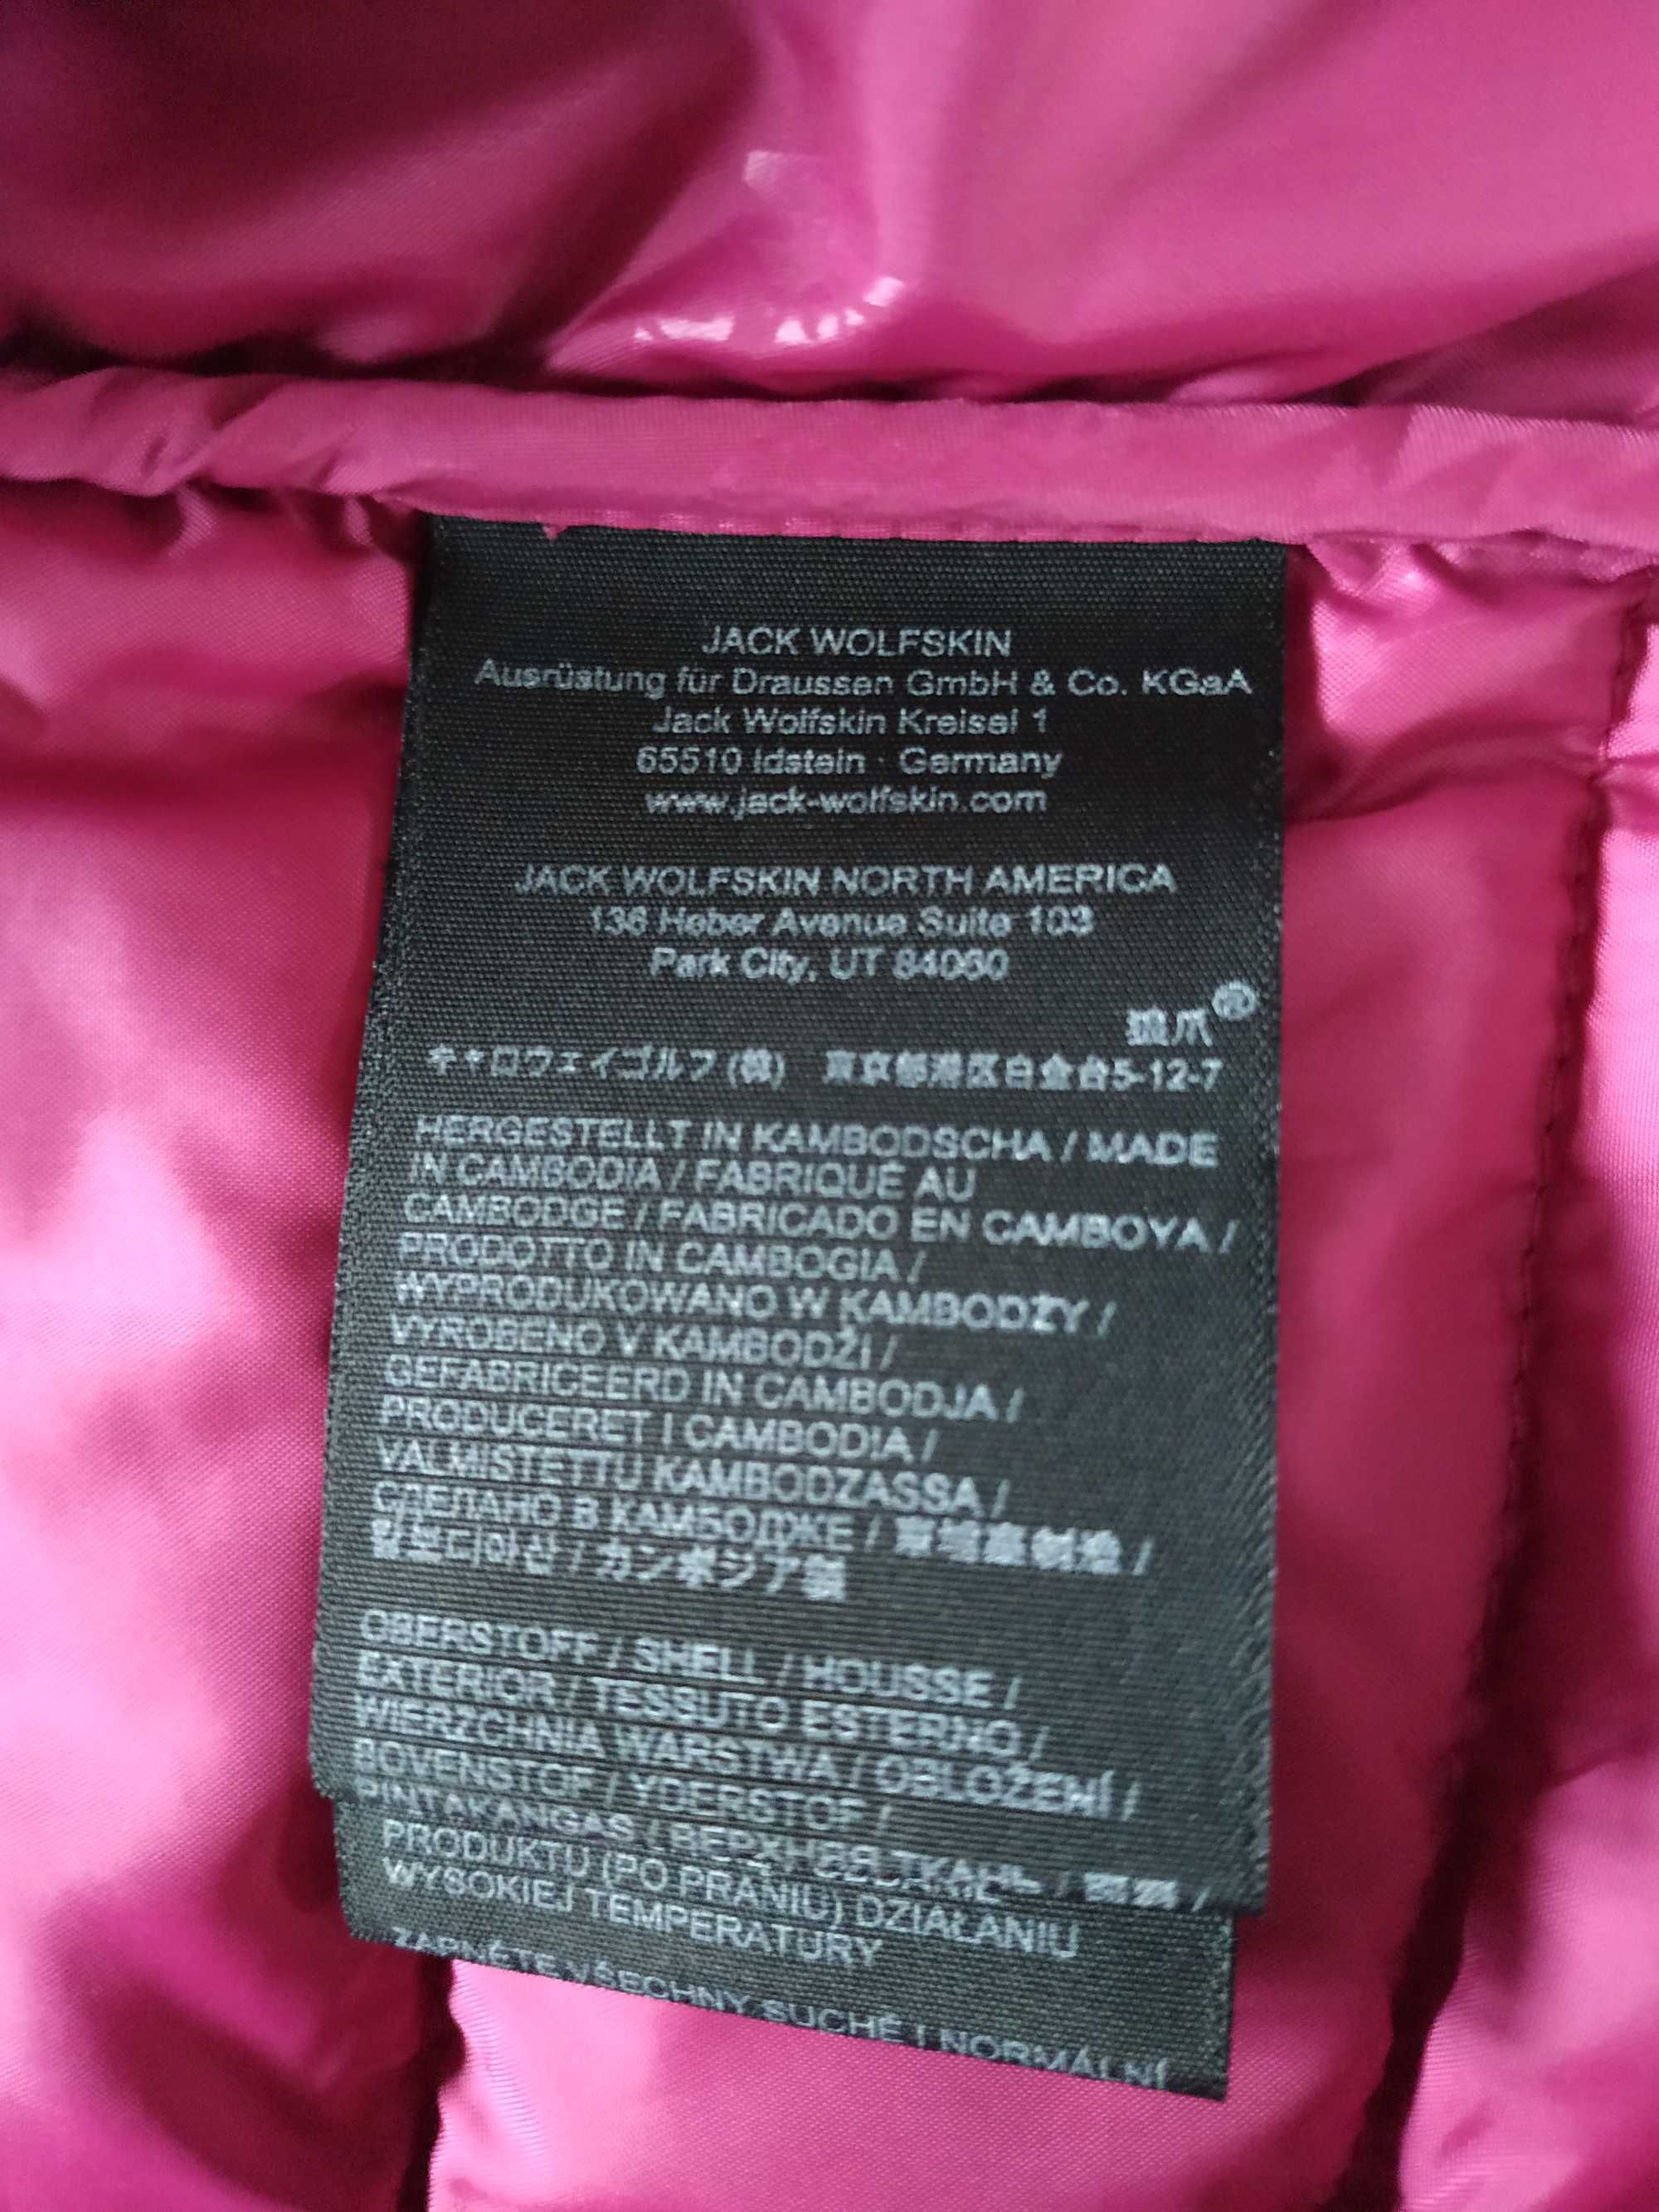 JACK WOLFSKIN
Ausrüstung für Draussen GmbH & Co. KGaA
Jack Wolfskin Kreisel 1
65510 Idstein · Germany
www.jack-wolfskin.com
JACK WOLFSKIN NORTH AMERICA
136 Heber Avenue Suite 103
Park City, UT 84060
狼爪®
キャロウェイゴルフ(株) 東京都港区白金台5-12-7
HERGESTELLT IN KAMBODSCHA / MADE
IN CAMBODIA / FABRIQUÉ AU
CAMBODGE / FABRICADO EN CAMBOYA /
PRODOTTO IN CAMBOGIA /
WYPRODUKOWANO W KAMBODŻY /
VYROBENO V KAMBODŽI /
GEFABRICEERD IN CAMBODJA /
PRODUCERET I CAMBODIA /
VALMISTETTU KAMBODZASSA /
СДЕЛАНО В КАМБОДЖЕ / 柬埔寨制造 /
캄보디아산 / カンボジア製
OBERSTOFF / SHELL / HOUSSE /
EXTERIOR / TESSUTO ESTERNO /
WIERZCHNIA WARSTWA / OBLOŽENÍ /
BOVENSTOF / YDERSTOF /
PINTAKANGAS / ВЕРХНЯЯ ТКАНЬ / /
PRODUKTU (PO PRANIU) DZIAŁANIU
WYSOKIEJ TEMPERATURY
ZAPNĚTE VŠECHNY SUCHÉ I NORMÁLNÍ